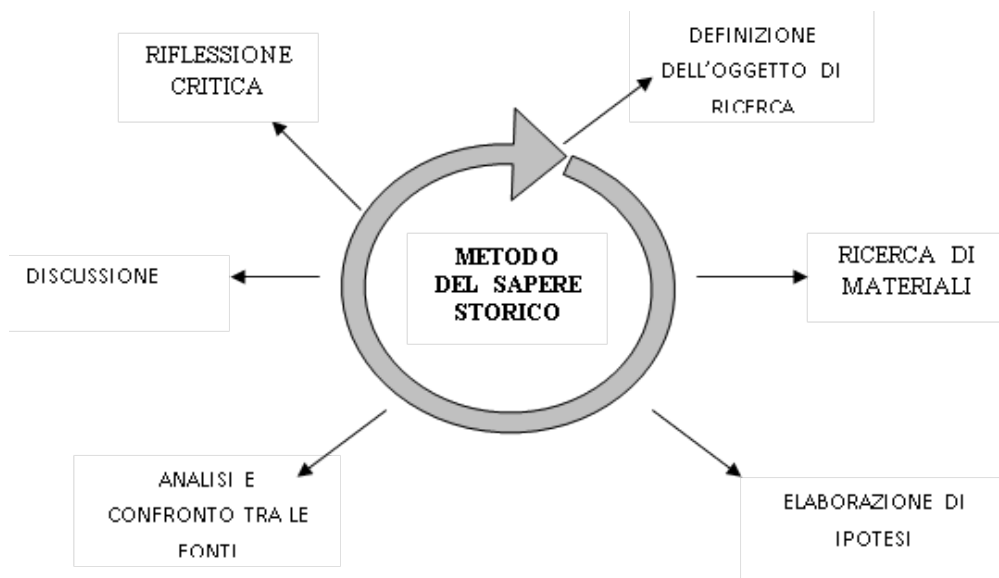 RIFLESSIONE
CRITICA
DEFINIZIONE
DELL'OGGETTO DI
RICERCA
METODO
DEL SAPERE
STORICO
RICERCA DI
MATERIALI
DISCUSSIONE
ANALISI E
CONFRONTO TRA LE
FONTI
ELABORAZIONE DI
IPOTESI